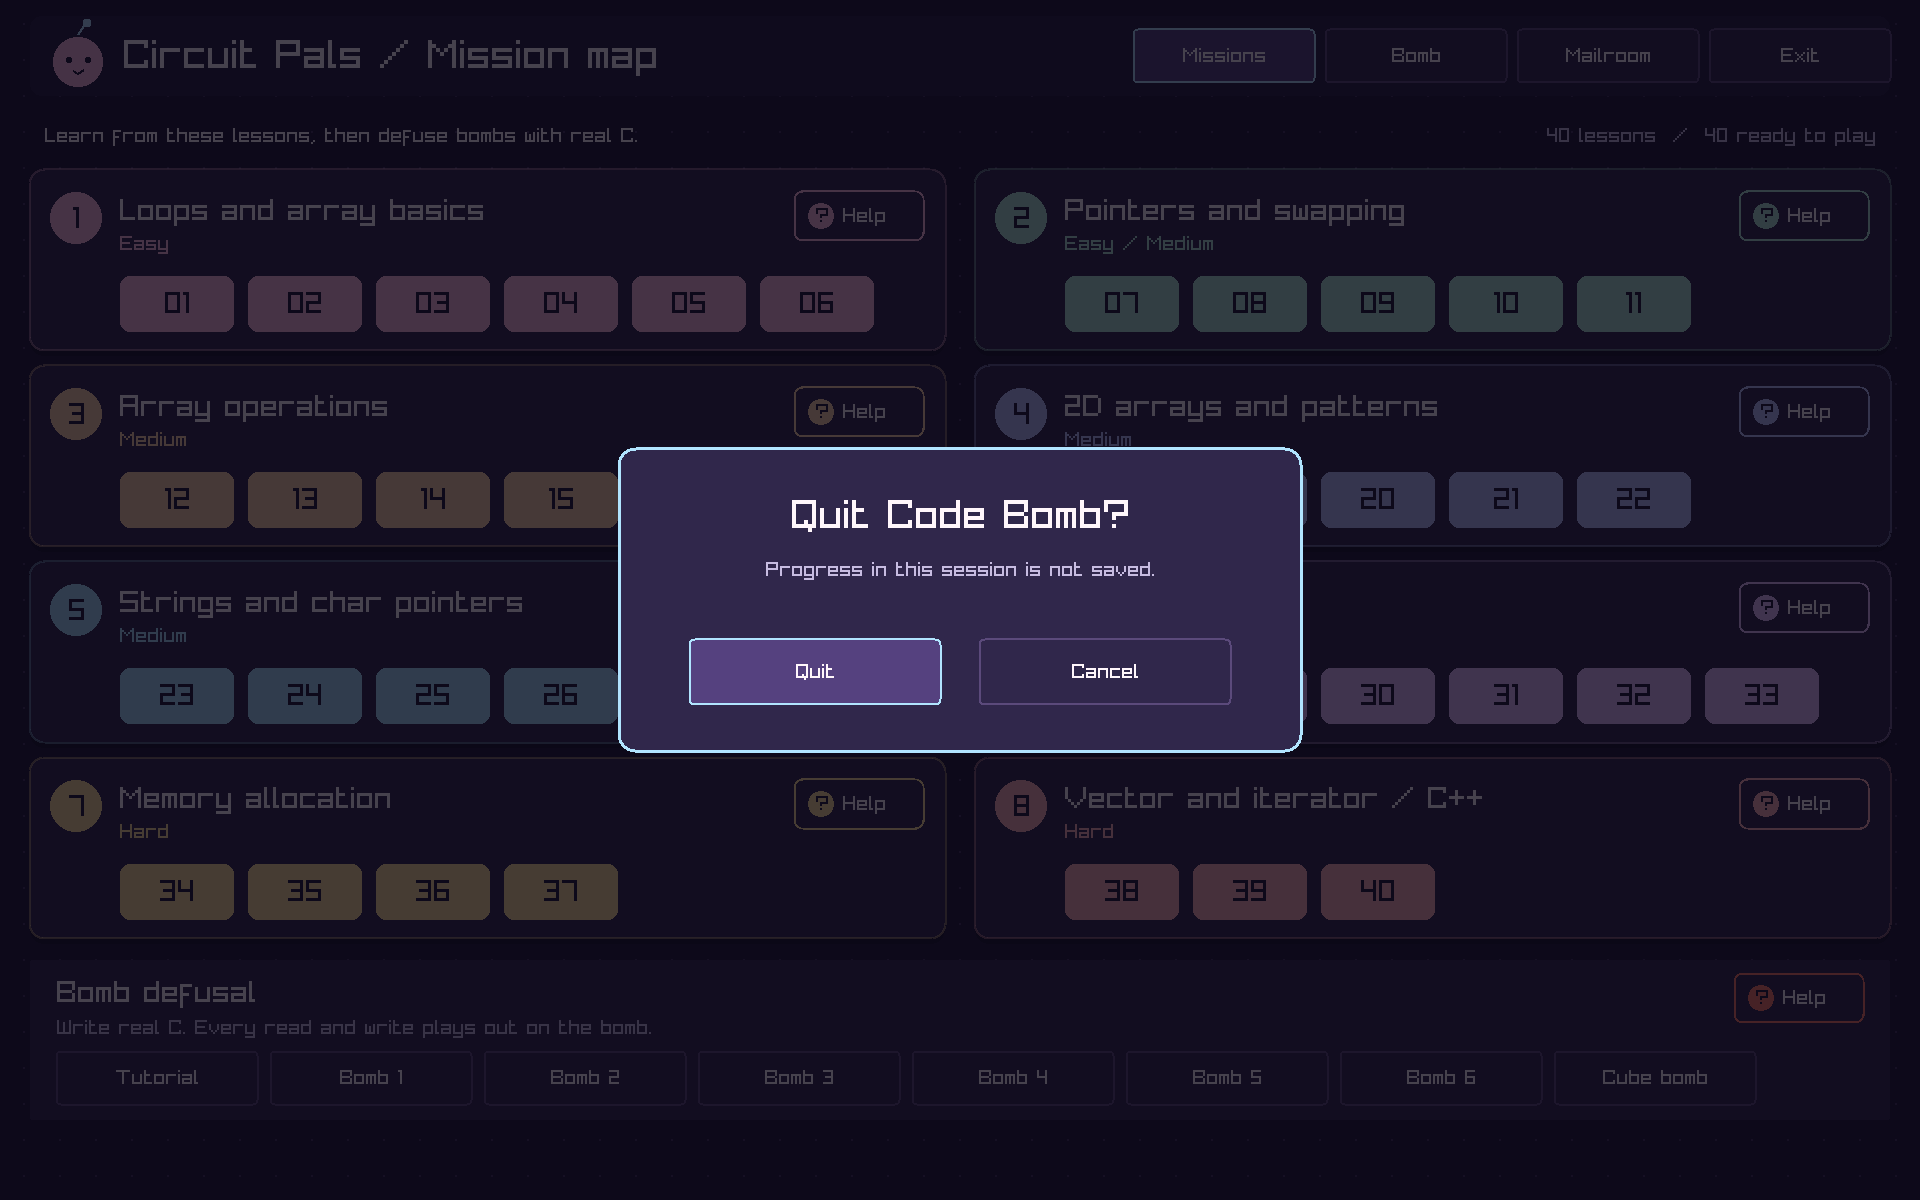 Circuit Pals / Mission map
Missions
Bomb
Mailroom
Exit
Learn from these lessons, then defuse bombs with real C.
40 lessons / 40 ready to play
1
Loops and array basics
Easy
? Help
01 02 03 04 05 06
2
Pointers and swapping
Easy / Medium
? Help
07 08 09 10 11
3
Array operations
Medium
? Help
12 13 14 15
4
2D arrays and patterns
Medium
? Help
20 21 22
Quit Code Bomb?
Progress in this session is not saved.
Quit
Cancel
5
Strings and char pointers
Medium
23 24 25 26
? Help
30 31 32 33
7
Memory allocation
Hard
? Help
34 35 36 37
8
Vector and iterator / C++
Hard
? Help
38 39 40
Bomb defusal
Write real C. Every read and write plays out on the bomb.
? Help
Tutorial
Bomb 1
Bomb 2
Bomb 3
Bomb 4
Bomb 5
Bomb 6
Cube bomb